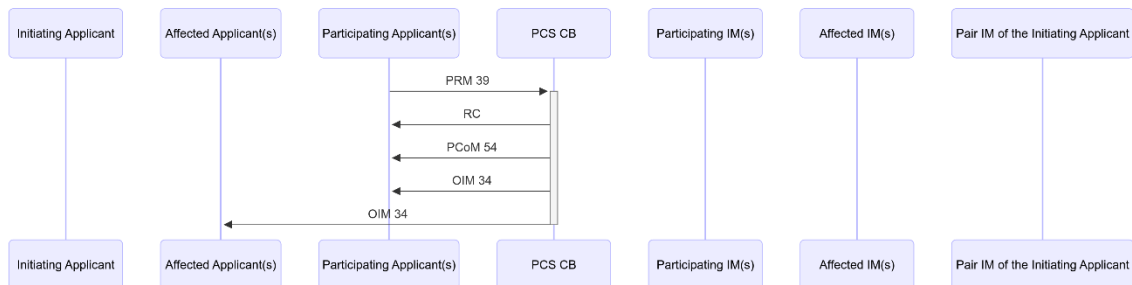 Initiating Applicant
Affected Applicant(s)
Participating Applicant(s)
PCS CB
Participating IM(s)
Affected IM(s)
Pair IM of the Initiating Applicant
PRM 39
RC
PCoM 54
OIM 34
OIM 34
Initiating Applicant
Affected Applicant(s)
Participating Applicant(s)
PCS CB
Participating IM(s)
Affected IM(s)
Pair IM of the Initiating Applicant